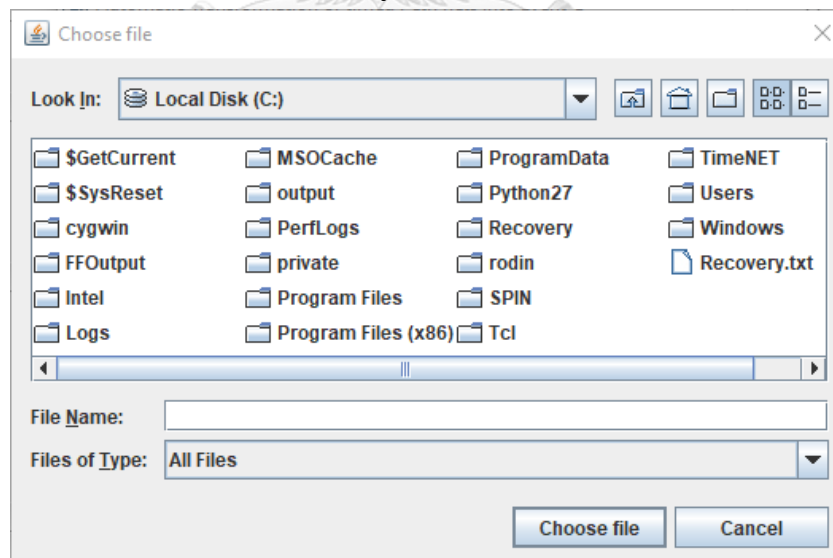 Choose file
Look In: Local Disk (C:)
$GetCurrent MSOCache ProgramData TimeNET
$SysReset output Python27 Users
cygwin PerfLogs Recovery Windows
FFOutput private rodin Recovery.txt
Intel Program Files SPIN
Logs Program Files (x86) Tcl
File Name:
Files of Type: All Files
Choose file Cancel